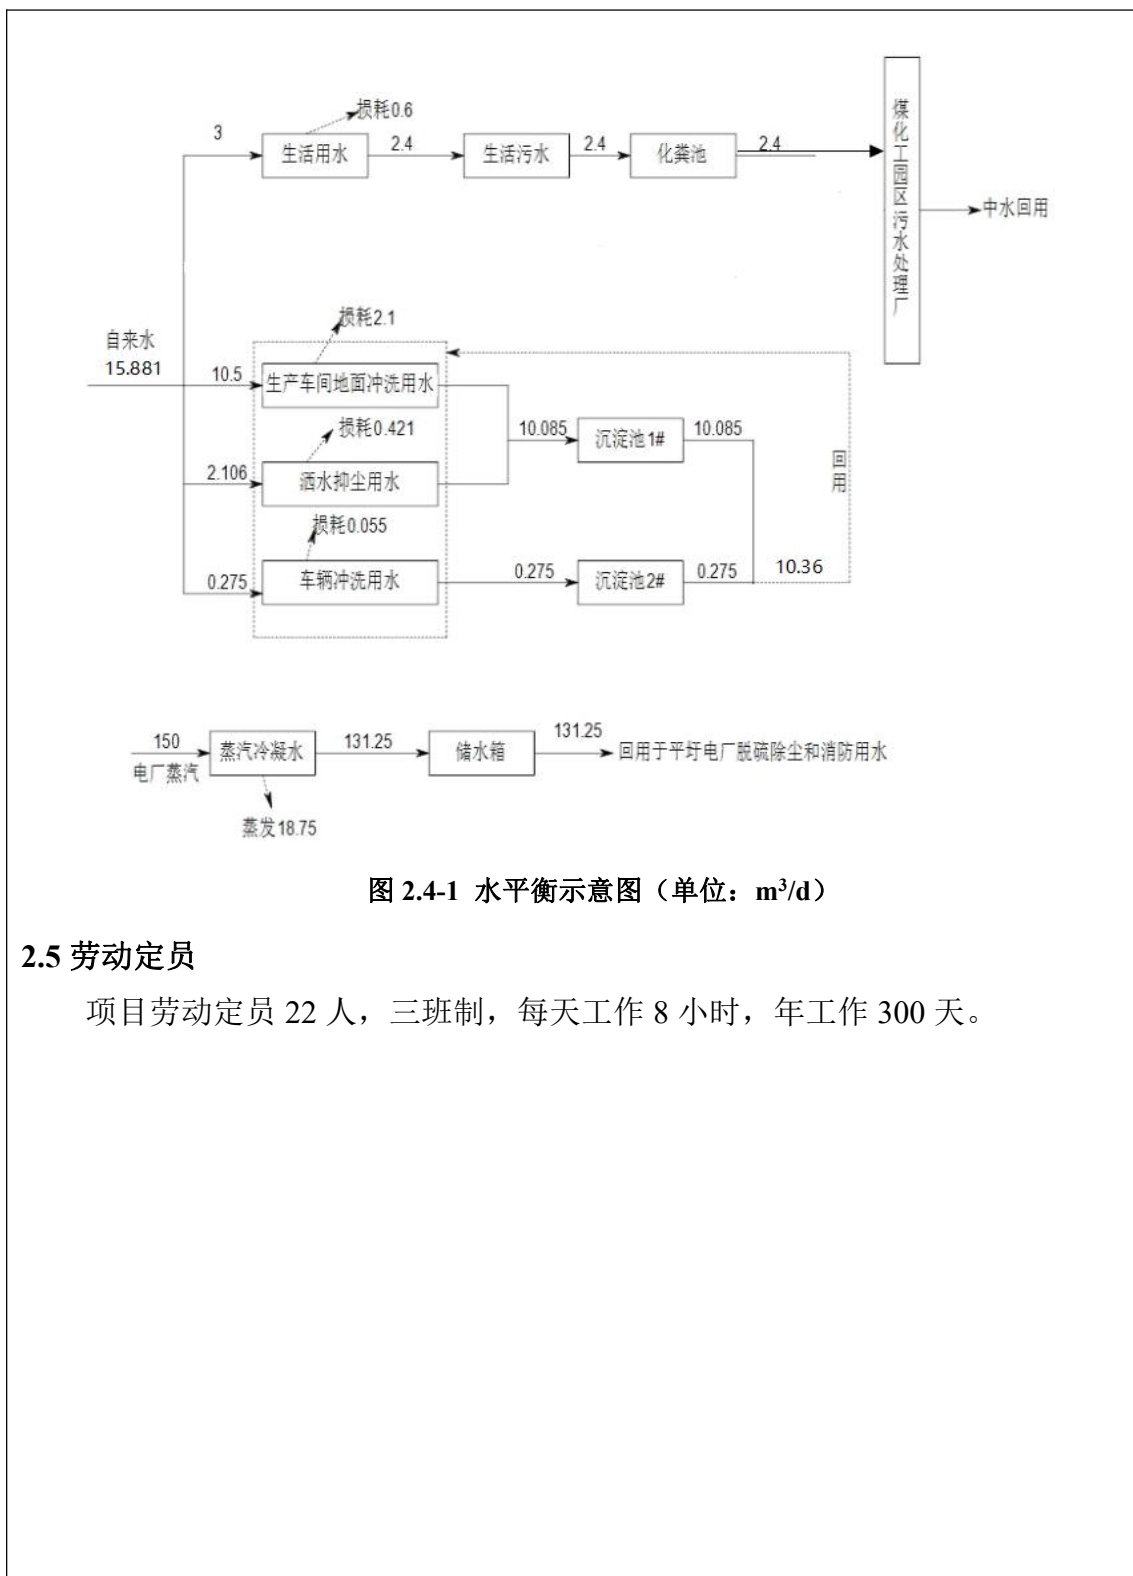 损耗0.6
3
生活用水
2.4
生活污水
2.4
化粪池
2.4
煤化工园区污水处理厂
中水回用
自来水
15.881
损耗2.1
10.5
生产车间地面冲洗用水
损耗0.421
10.085
沉淀池1#
10.085
2.106
洒水抑尘用水
回用
损耗0.055
0.275
车辆冲洗用水
0.275
沉淀池2#
0.275
10.36
150
电厂蒸汽
蒸汽冷凝水
131.25
储水箱
131.25
回用于平圩电厂脱硫除尘和消防用水
蒸发18.75
图 2.4-1 水平衡示意图（单位：m³/d）
2.5 劳动定员
项目劳动定员 22 人，三班制，每天工作 8 小时，年工作 300 天。